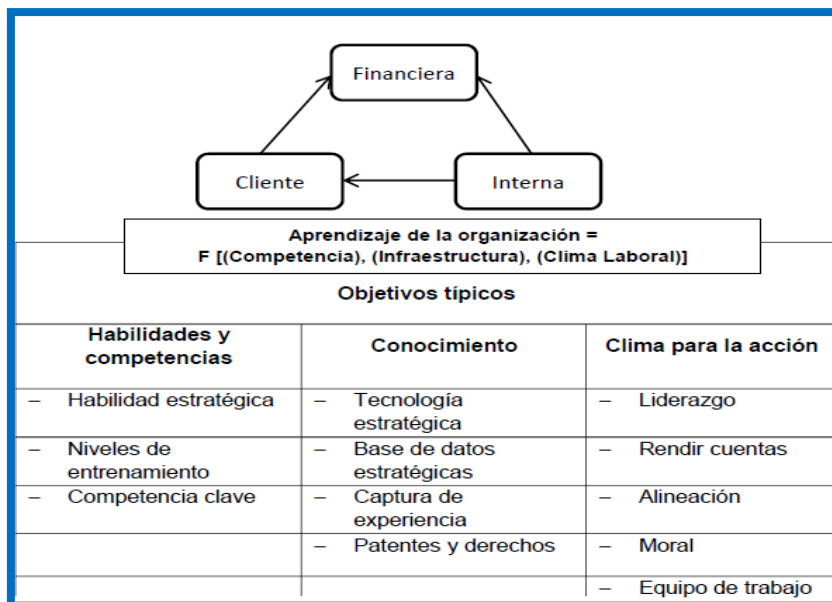 Financiera
Cliente
Interna
Aprendizaje de la organización =
F [(Competencia), (Infraestructura), (Clima Laboral)]
Objetivos típicos
Habilidades y
competencias
Conocimiento
Clima para la acción
– Habilidad estratégica
– Tecnología
estratégica
– Liderazgo
– Niveles de
entrenamiento
– Base de datos
estratégicas
– Rendir cuentas
– Competencia clave
– Captura de
experiencia
– Alineación
– Patentes y derechos
– Moral
– Equipo de trabajo